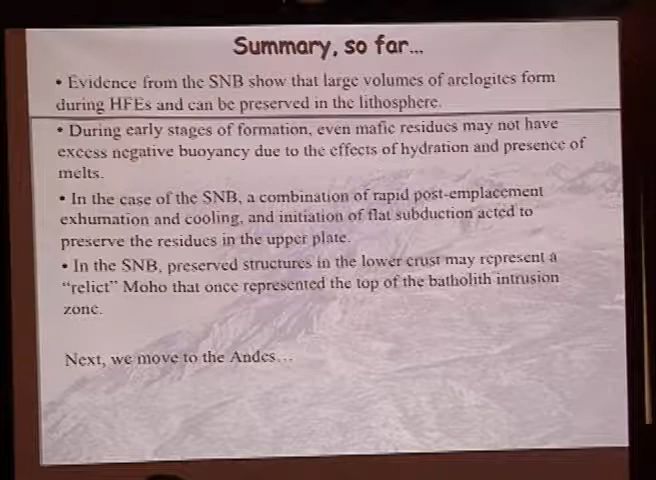 Summary, so far...
• Evidence from the SNB show that large volumes of arclogites form
during HFEs and can be preserved in the lithosphere.
• During early stages of formation, even mafic residues may not have
excess negative buoyancy due to the effects of hydration and presence of
melts.
• In the case of the SNB, a combination of rapid post-emplacement
exhumation and cooling, and initiation of flat subduction acted to
preserve the residues in the upper plate.
• In the SNB, preserved structures in the lower crust may represent a
“relict” Moho that once represented the top of the batholith intrusion
zone.
Next, we move to the Andes...